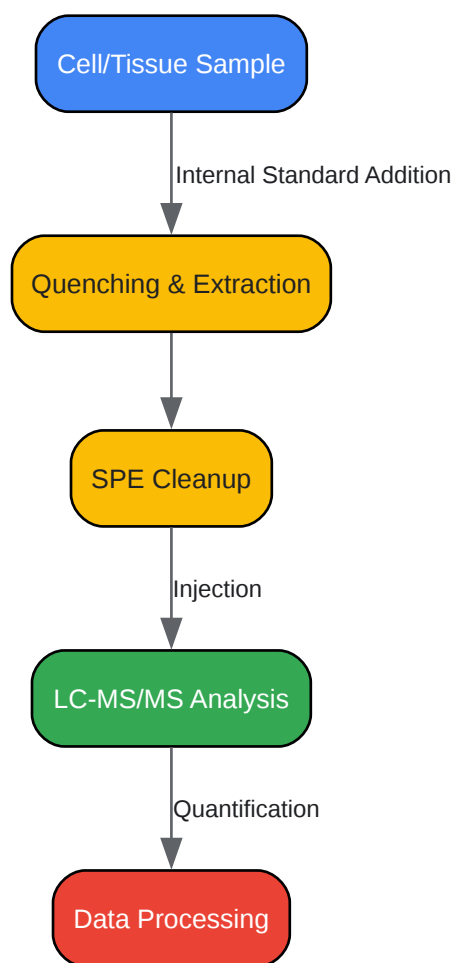 Cell/Tissue Sample
Internal Standard Addition
Quenching & Extraction
SPE Cleanup
Injection
LC-MS/MS Analysis
Quantification
Data Processing